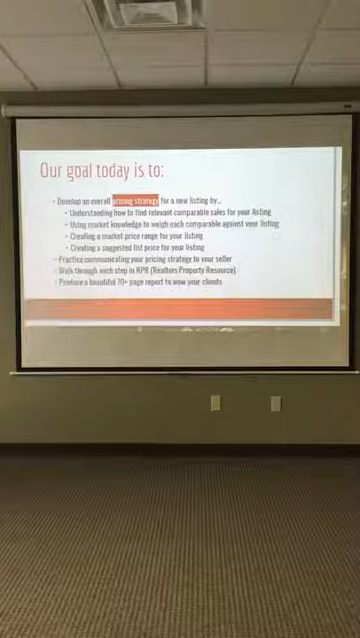 Our goal today is to:
• Develop an overall pricing strategy for a new listing by...
• Understanding how to find relevant comparable sales for your listing
• Using market knowledge to weigh each comparable against your listing
• Creating a market price range for your listing
• Creating a suggested list price for your listing
• Practice communicating your pricing strategy to your seller
• Walk through each step in RPR (Realtors Property Resource)
• Produce a beautiful 10+ page report to wow your clients